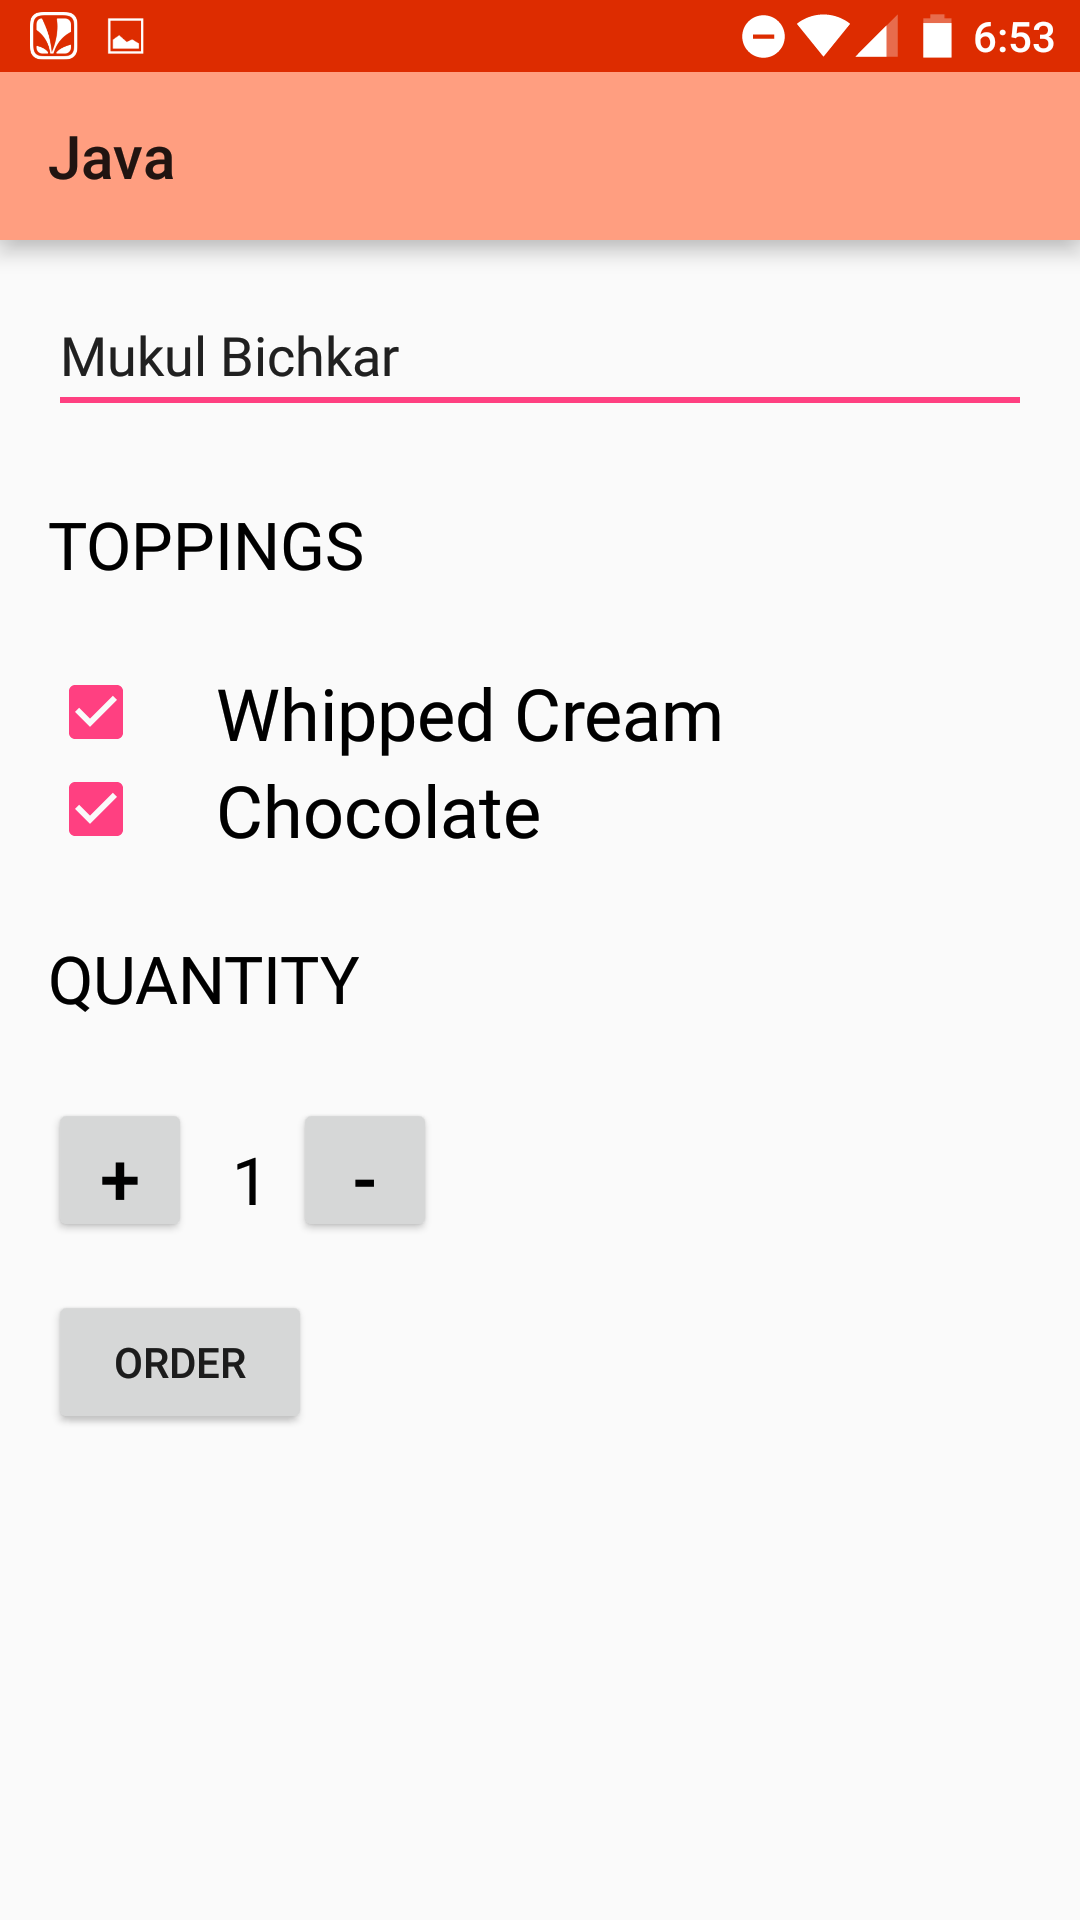 6:53
Java
Mukul Bichkar
TOPPINGS
Whipped Cream
Chocolate
QUANTITY
+ 1 -
ORDER